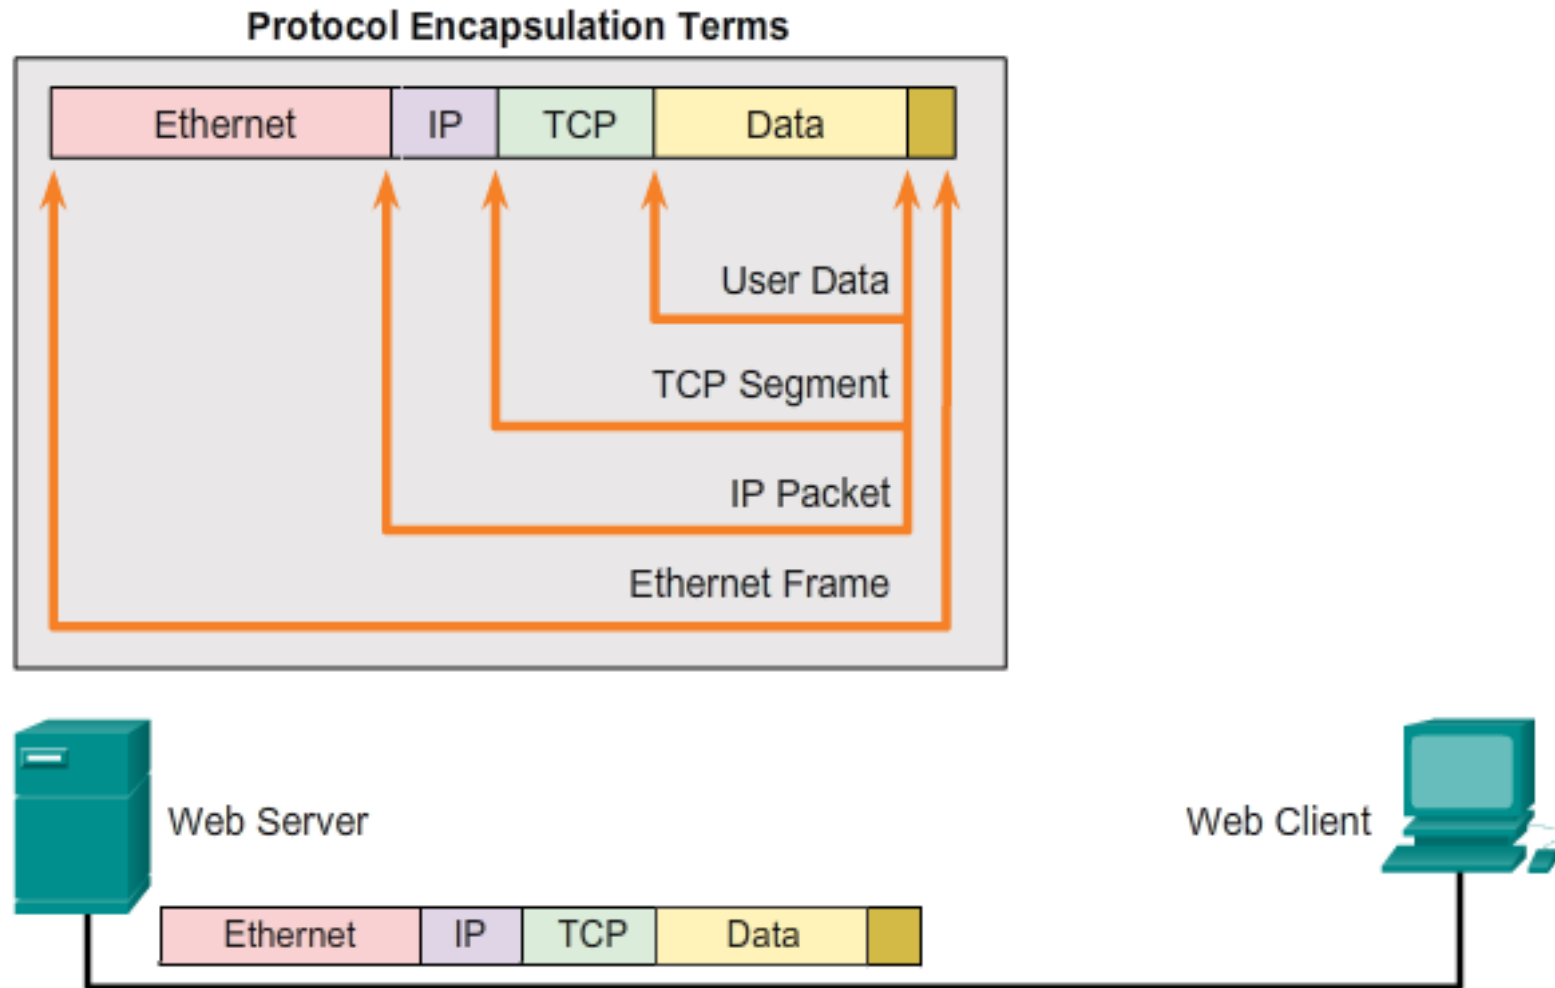 Protocol Encapsulation Terms
Ethernet IP TCP Data
User Data
TCP Segment
IP Packet
Ethernet Frame
Web Server
Web Client
Ethernet IP TCP Data